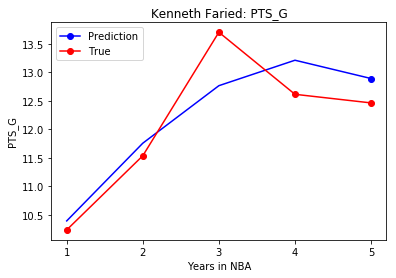 Kenneth Faried: PTS_G
Prediction
True
PTS_G
13.5
13.0
12.5
12.0
11.5
11.0
10.5
1 2 3 4 5
Years in NBA